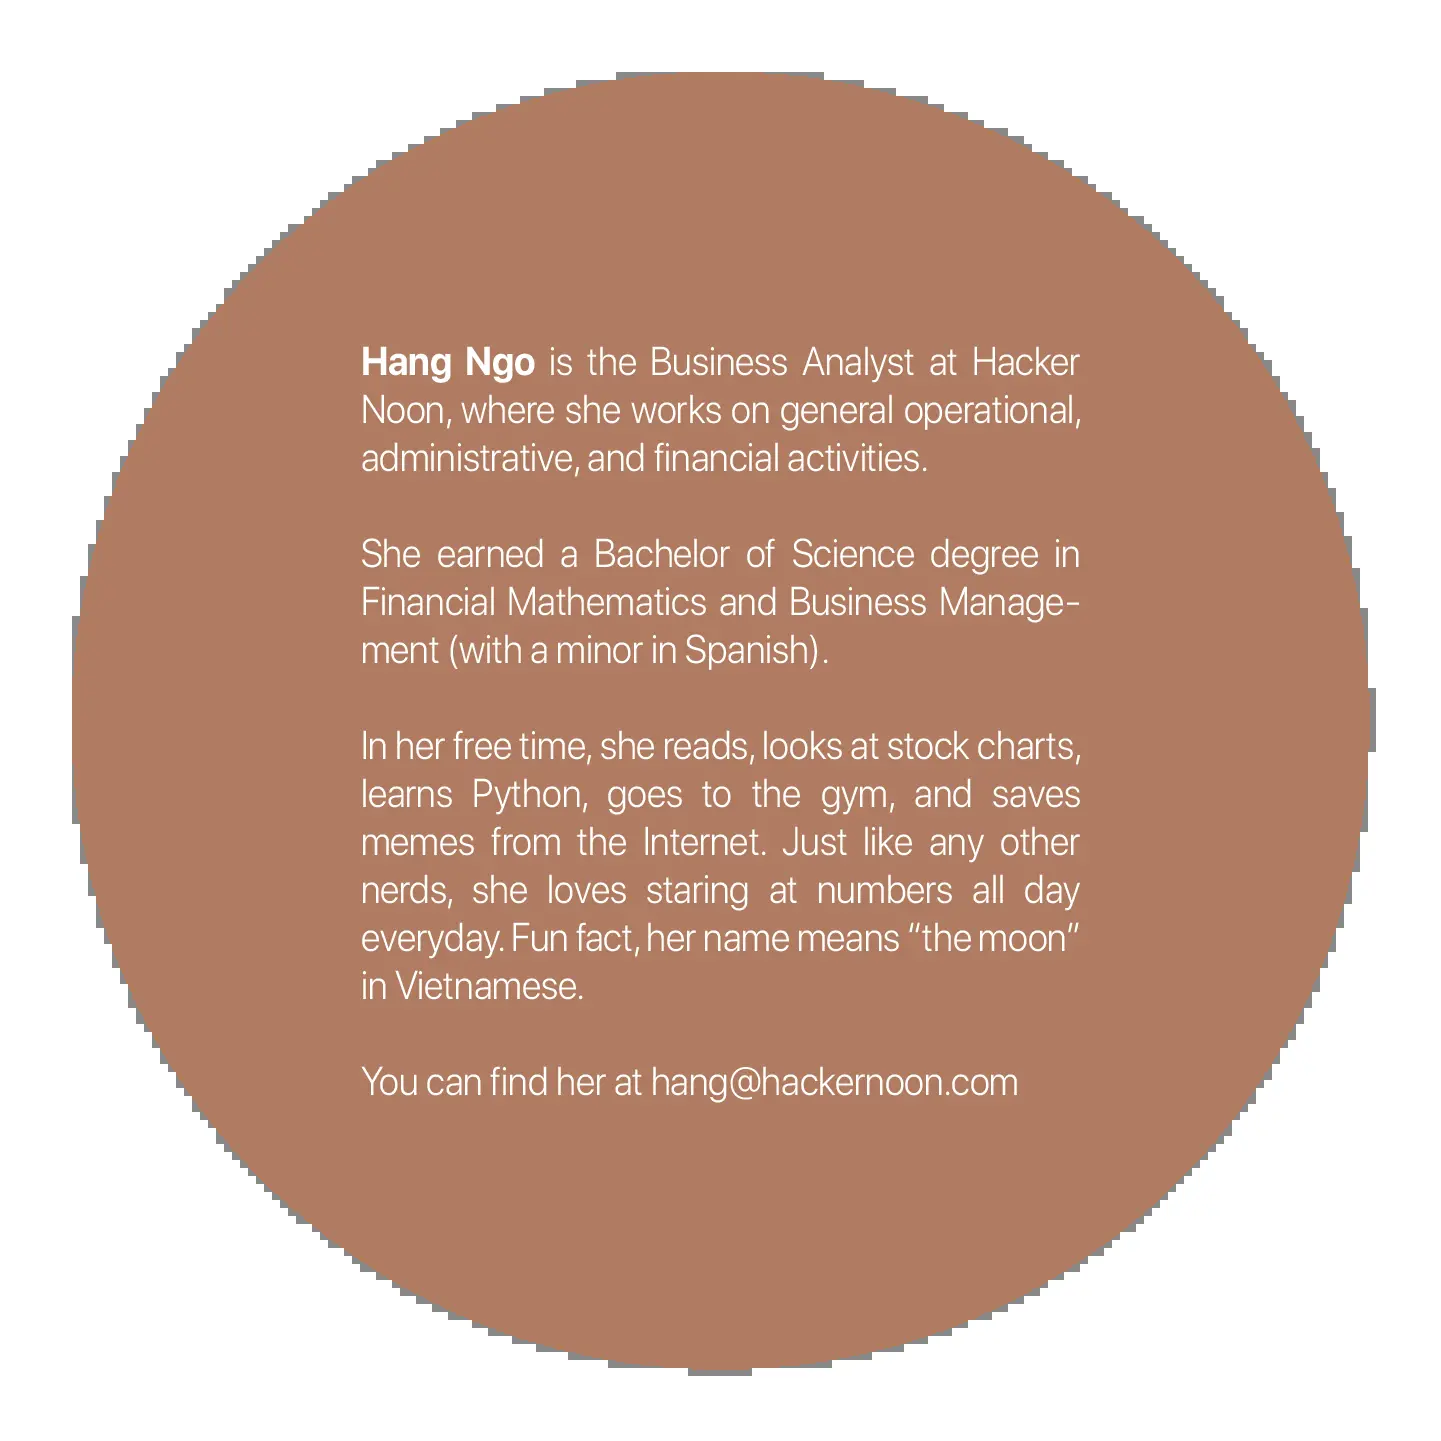 Hang Ngo is the Business Analyst at Hacker
Noon, where she works on general operational,
administrative, and financial activities.
She earned a Bachelor of Science degree in
Financial Mathematics and Business Manage-
ment (with a minor in Spanish).
In her free time, she reads, looks at stock charts,
learns Python, goes to the gym, and saves
memes from the Internet. Just like any other
nerds, she loves staring at numbers all day
everyday. Fun fact, her name means “the moon”
in Vietnamese.
You can find her at hang@hackernoon.com